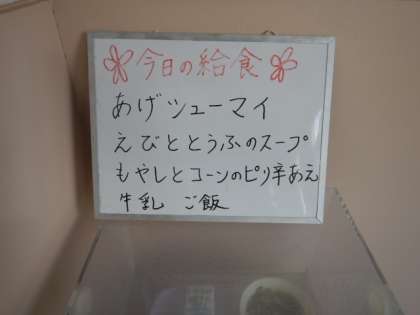 今日の給食
あげシューマイ
えびととうふのスープ
もやしとコーンのピリ辛あえ
牛乳 ご飯